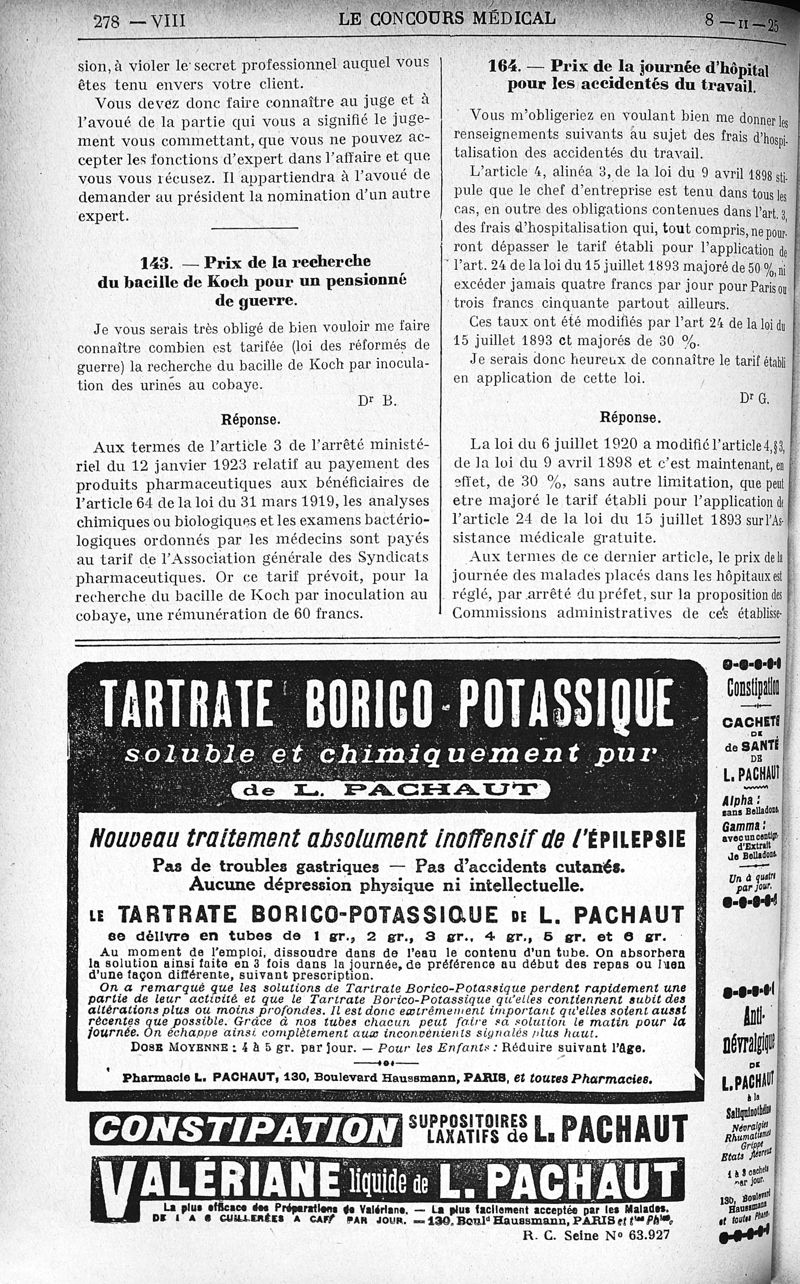 278 — VIII
LE CONCOURS MÉDICAL
8 — II — 25
sion, à violer le secret professionnel auquel vous
êtes tenu envers votre client.
Vous devez donc faire connaître au juge et à
l'avoué de la partie qui vous a signifié le juge-
ment vous commettant, que vous ne pouvez ac-
cepter les fonctions d'expert dans l'affaire et que
vous vous récusez. Il appartiendra à l'avoué de
demander au président la nomination d'un autre
expert.
143. — Prix de la recherche
du bacille de Koch pour un pensionné
de guerre.
Je vous serais très obligé de bien vouloir me faire
connaître combien est tarifée (loi des réformés de
guerre) la recherche du bacille de Koch par inocula-
tion des urines au cobaye.
Dr B.
Réponse.
Aux termes de l'article 3 de l'arrêté ministé-
riel du 12 janvier 1923 relatif au payement des
produits pharmaceutiques aux bénéficiaires de
l'article 64 de la loi du 31 mars 1919, les analyses
chimiques ou biologiques et les examens bactério-
logiques ordonnés par les médecins sont payés
au tarif de l'Association générale des Syndicats
pharmaceutiques. Or ce tarif prévoit, pour la
recherche du bacille de Koch par inoculation au
cobaye, une rémunération de 60 francs.
164. — Prix de la journée d'hôpital
pour les accidentés du travail.
Vous m'obligeriez en voulant bien me donner les
renseignements suivants au sujet des frais d'hospi-
talisation des accidentés du travail.
L'article 4, alinéa 3, de la loi du 9 avril 1898 sti-
pule que le chef d'entreprise est tenu dans tous les
cas, en outre des obligations contenues dans l'art. 3,
des frais d'hospitalisation qui, tout compris, ne pour-
ront dépasser le tarif établi pour l'application de
l'art. 24 de la loi du 15 juillet 1893 majoré de 50 %, ni
excéder jamais quatre francs par jour pour Paris ou
trois francs cinquante partout ailleurs.
Ces taux ont été modifiés par l'art 24 de la loi du
15 juillet 1893 et majorés de 30 %.
Je serais donc heureux de connaître le tarif établi
en application de cette loi.
Dr G.
Réponse.
La loi du 6 juillet 1920 a modifié l'article 4, § 3,
de la loi du 9 avril 1898 et c'est maintenant, en
effet, de 30 %, sans autre limitation, que peut
etre majoré le tarif établi pour l'application de
l'article 24 de la loi du 15 juillet 1893 sur l'As-
sistance médicale gratuite.
Aux termes de ce dernier article, le prix de la
journée des malades placés dans les hôpitaux est
réglé, par arrêté du préfet, sur la proposition des
Commissions administratives de ces établisse-
TARTRATE BORICO-POTASSIQUE
soluble et chimiquement pur
de L. PACHAUT
Nouveau traitement absolument inoffensif de l'ÉPILEPSIE
Pas de troubles gastriques — Pas d'accidents cutanés.
Aucune dépression physique ni intellectuelle.
LE TARTRATE BORICO-POTASSIQUE DE L. PACHAUT
se délivre en tubes de 1 gr., 2 gr., 3 gr., 4 gr., 5 gr. et 6 gr.
Au moment de l'emploi, dissoudre dans de l'eau le contenu d'un tube. On absorbera
la solution ainsi faite en 3 fois dans la journée, de préférence au début des repas ou bien
d'une façon différente, suivant prescription.
On a remarqué que les solutions de Tartrate Borico-Potassique perdent rapidement une
partie de leur activité et que le Tartrate Borico-Potassique qu'elles contiennent subit des
altérations plus ou moins profondes. Il est donc extrêmement important qu'elles soient aussi
récentes que possible. Grâce à nos tubes chacun peut faire sa solution le matin pour la
journée. On échappe ainsi complètement aux inconvénients signalés plus haut.
DOSE MOYENNE : 4 à 5 gr. par jour. — Pour les Enfants : Réduire suivant l'âge.
Pharmacie L. PACHAUT, 130, Boulevard Haussmann, PARIS, et toutes Pharmacies.
CONSTIPATION SUPPOSITOIRES LAXATIFS de L. PACHAUT
VALÉRIANE liquide de L. PACHAUT
La plus efficace des Préparations de Valériane. — La plus facilement acceptée par les Malades.
DE 1 A 6 CUILLERÉES A CAFÉ PAR JOUR. — 130, Bould Haussmann, PARIS et ttes Phies.
R. C. Seine No 63.927
Constipation
CACHETS
DE
de SANTÉ
DE
L. PACHAUT
Alpha :
sans Belladone
Gamma :
avec un centigr.
d'Extrait
de Belladone
Un à quatre
par jour.
Anti-
névralgique
DE
L. PACHAUT
à la
Névralgies
Rhumatismes
Grippe
Etats fiévreux
1 à 3 cachets
par jour.
130, Boulevard
Haussmann
et toutes Phar.